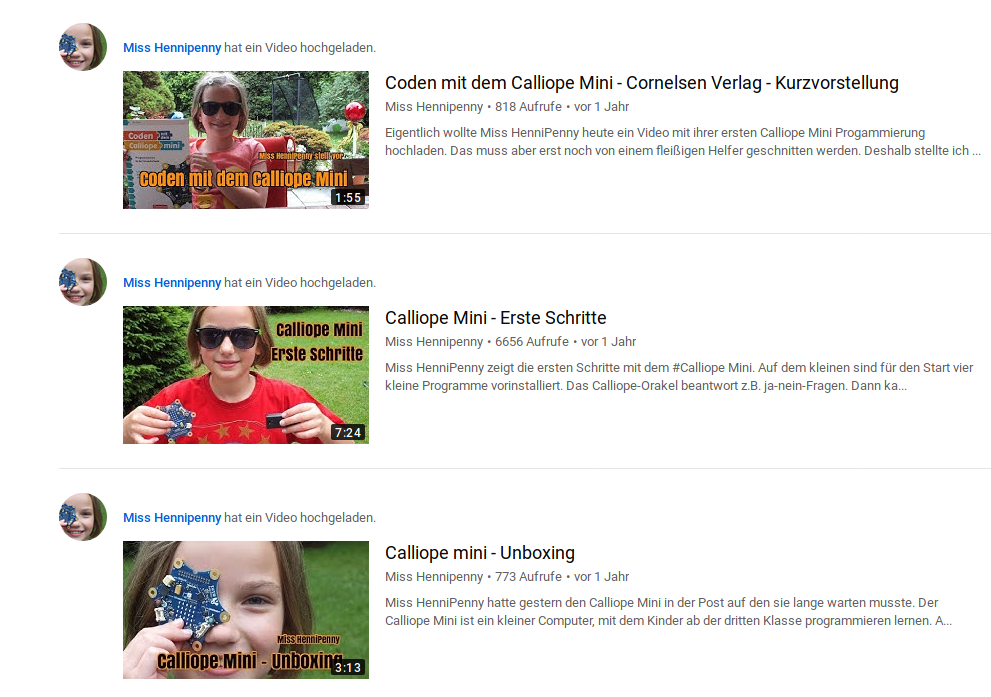 Miss Hennipenny hat ein Video hochgeladen.
Coden mit dem Calliope Mini - Cornelsen Verlag - Kurzvorstellung
Miss Hennipenny • 818 Aufrufe • vor 1 Jahr
Eigentlich wollte Miss HenniPenny heute ein Video mit ihrer ersten Calliope Mini Progammierung
hochladen. Das muss aber erst noch von einem fleißigen Helfer geschnitten werden. Deshalb stellte ich ...
Coden
Calliope mini
Miss HenniPenny stellt vor
Coden mit dem Calliope Mini
1:55
Miss Hennipenny hat ein Video hochgeladen.
Calliope Mini - Erste Schritte
Miss Hennipenny • 6656 Aufrufe • vor 1 Jahr
Miss HenniPenny zeigt die ersten Schritte mit dem #Calliope Mini. Auf dem kleinen sind für den Start vier
kleine Programme vorinstalliert. Das Calliope-Orakel beantwort z.B. ja-nein-Fragen. Dann ka...
Calliope Mini
Erste Schritte
7:24
Miss Hennipenny hat ein Video hochgeladen.
Calliope mini - Unboxing
Miss Hennipenny • 773 Aufrufe • vor 1 Jahr
Miss HenniPenny hatte gestern den Calliope Mini in der Post auf den sie lange warten musste. Der
Calliope Mini ist ein kleiner Computer, mit dem Kinder ab der dritten Klasse programmieren lernen. A...
Miss HenniPenny
Calliope Mini - Unboxing
3:13